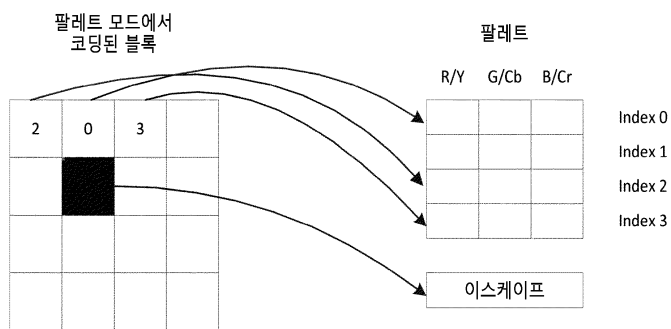 팔레트 모드에서
코딩된 블록
팔레트
R/Y G/Cb B/Cr
2 0 3
Index 0
Index 1
Index 2
Index 3
이스케이프